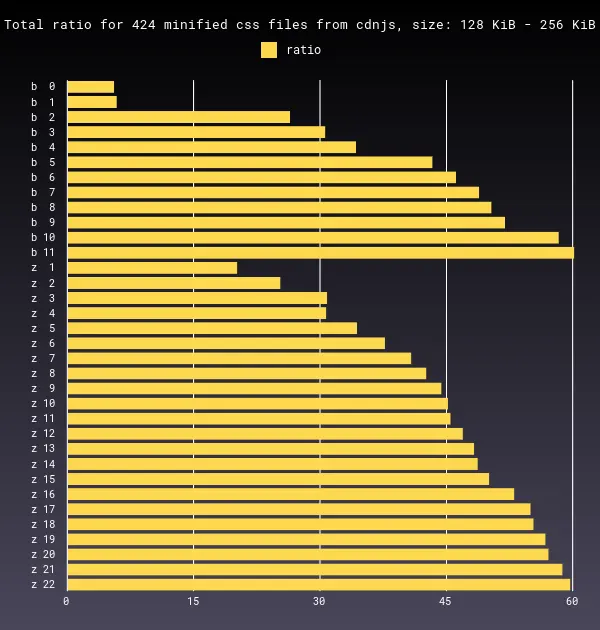 Total ratio for 424 minified css files from cdnjs, size: 128 KiB - 256 KiB
ratio
b 0
b 1
b 2
b 3
b 4
b 5
b 6
b 7
b 8
b 9
b 10
b 11
z 1
z 2
z 3
z 4
z 5
z 6
z 7
z 8
z 9
z 10
z 11
z 12
z 13
z 14
z 15
z 16
z 17
z 18
z 19
z 20
z 21
z 22
0 15 30 45 60